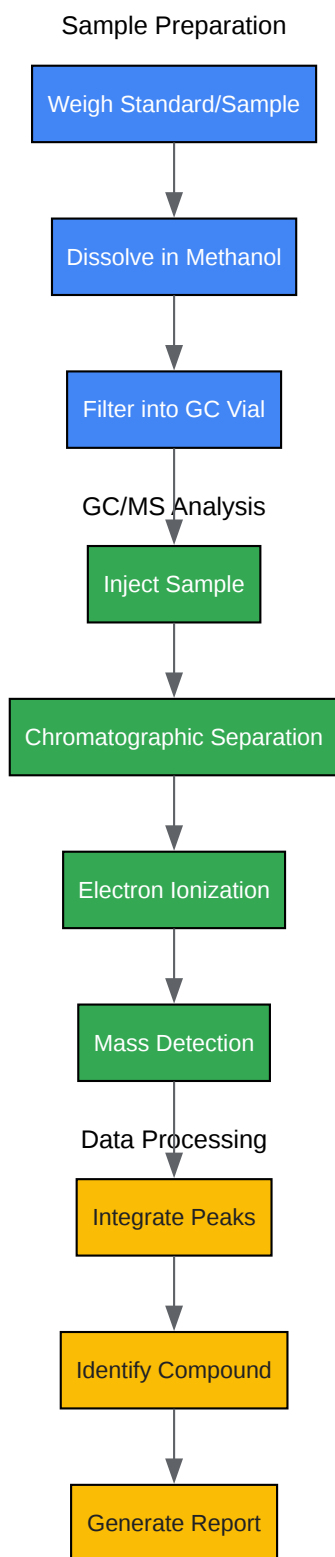 Sample Preparation
Weigh Standard/Sample
Dissolve in Methanol
Filter into GC Vial
GC/MS Analysis
Inject Sample
Chromatographic Separation
Electron Ionization
Mass Detection
Data Processing
Integrate Peaks
Identify Compound
Generate Report